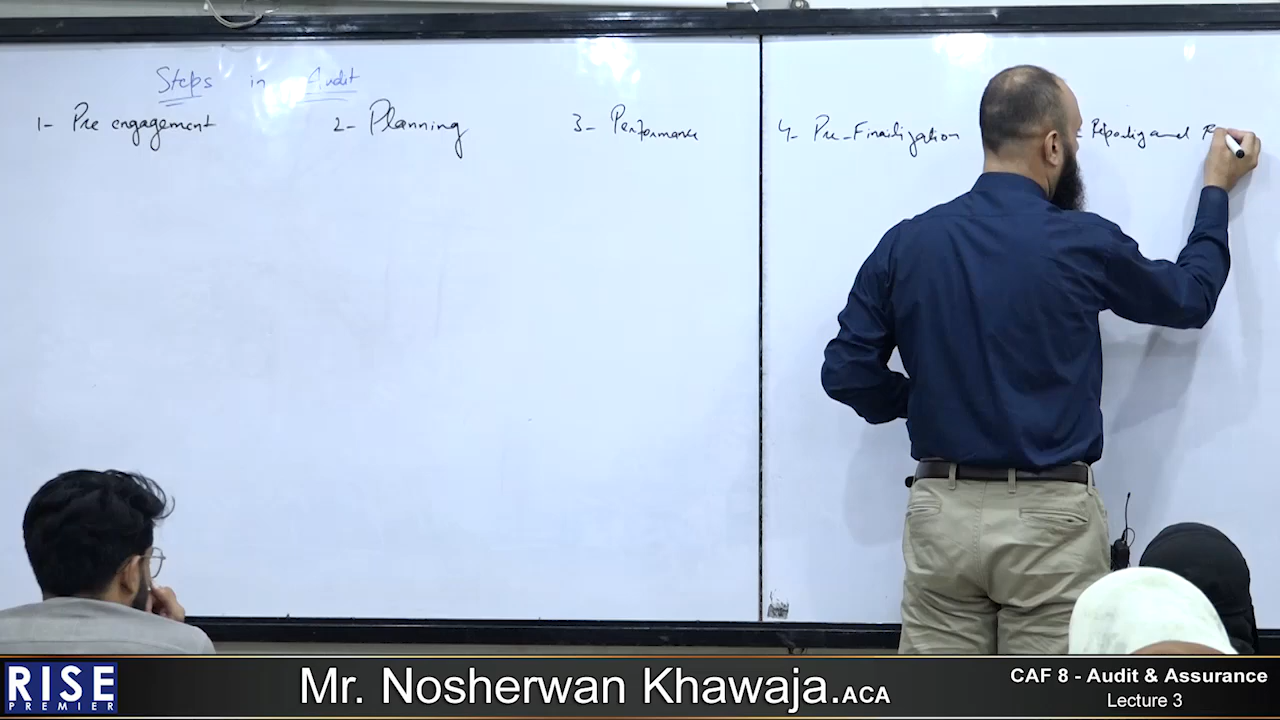 Steps in Audit
1- Pre engagement 2- Planning 3- Performance 4- Pre-Finalization Reporting and
RISE
PREMIER
Mr. Nosherwan Khawaja.ACA
CAF 8 - Audit & Assurance
Lecture 3